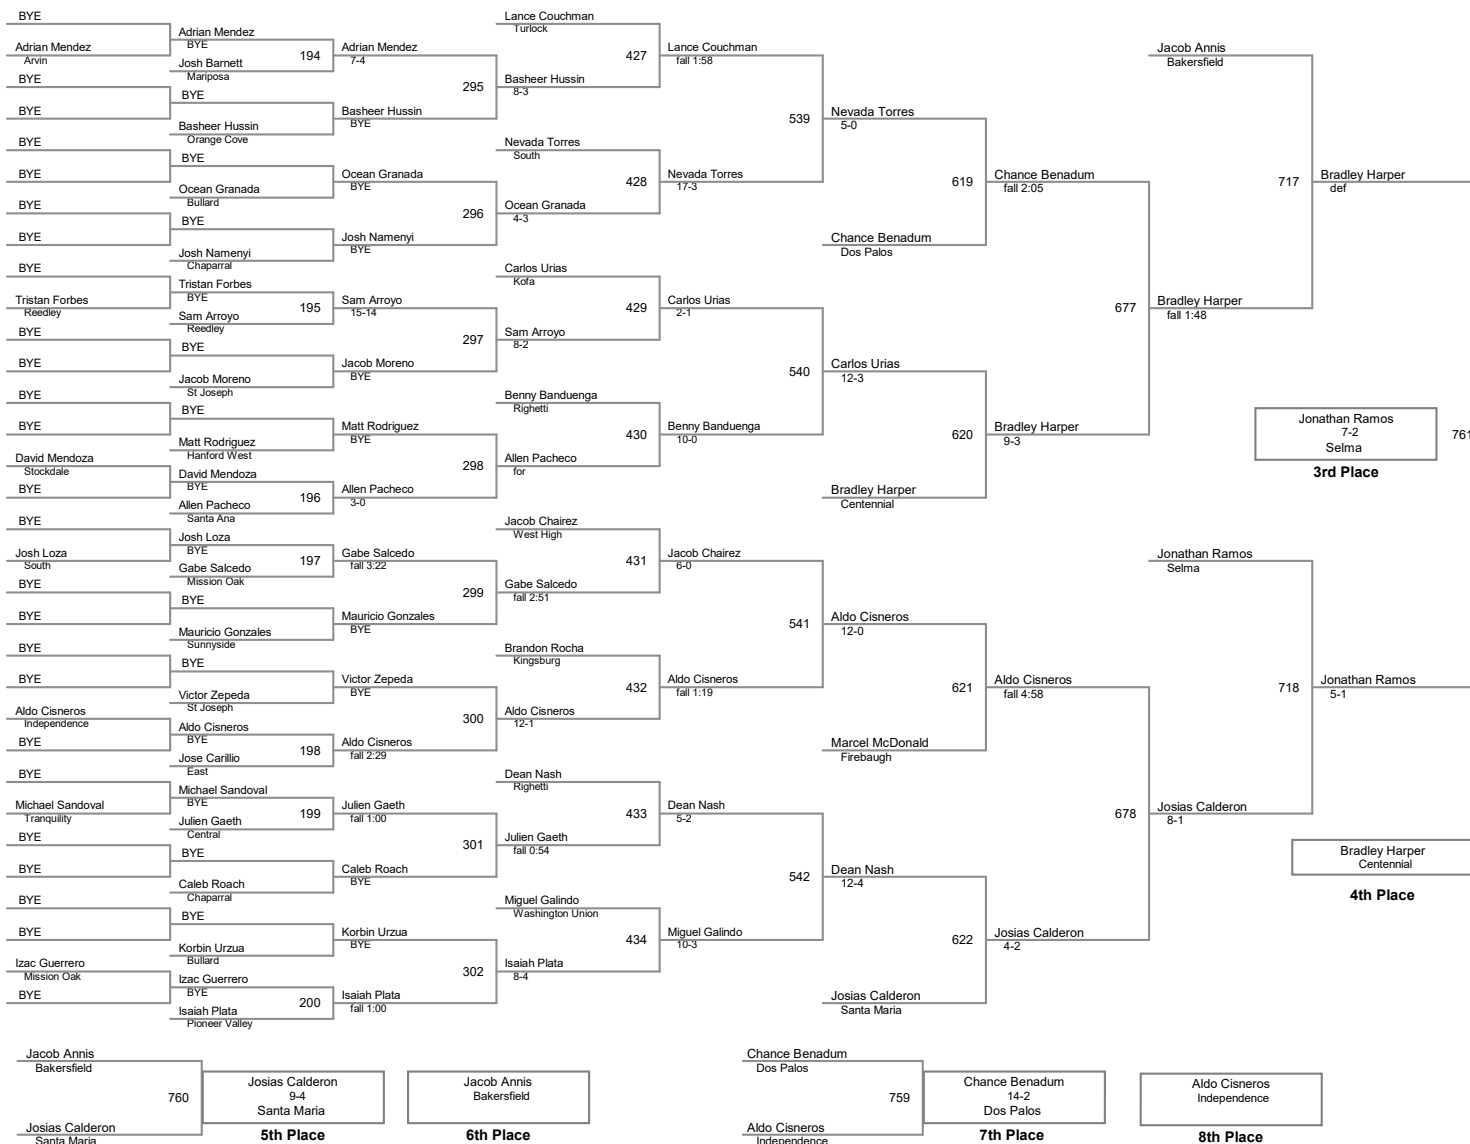 BYE
Adrian Mendez
Arvin
BYE
BYE
BYE
BYE
BYE
BYE
BYE
Tristan Forbes
Reedley
BYE
BYE
BYE
BYE
David Mendoza
Stockdale
BYE
BYE
Josh Loza
South
BYE
BYE
BYE
BYE
Aldo Cisneros
Independence
BYE
BYE
Michael Sandoval
Tranquility
BYE
BYE
BYE
BYE
Izac Guerrero
Mission Oak
BYE
Adrian Mendez
BYE
194
Josh Barnett
Mariposa
BYE
Basheer Hussin
Orange Cove
BYE
Ocean Granada
Bullard
BYE
Josh Namenyi
Chaparral
Tristan Forbes
BYE
195
Sam Arroyo
Reedley
BYE
Jacob Moreno
St Joseph
BYE
Matt Rodriguez
Hanford West
David Mendoza
BYE
196
Allen Pacheco
Santa Ana
Josh Loza
BYE
197
Gabe Salcedo
Mission Oak
BYE
Mauricio Gonzales
Sunnyside
BYE
Victor Zepeda
St Joseph
Aldo Cisneros
BYE
198
Jose Carillio
East
Michael Sandoval
BYE
199
Julien Gaeth
Central
BYE
Caleb Roach
Chaparral
BYE
Korbin Urzua
Bullard
Izac Guerrero
BYE
200
Isaiah Plata
Pioneer Valley
Adrian Mendez
7-4
295
Basheer Hussin
BYE
Ocean Granada
BYE
296
Josh Namenyi
BYE
Sam Arroyo
15-14
297
Jacob Moreno
BYE
Matt Rodriguez
BYE
298
Allen Pacheco
3-0
Gabe Salcedo
fall 3:22
299
Mauricio Gonzales
BYE
Victor Zepeda
BYE
300
Aldo Cisneros
fall 2:29
Julien Gaeth
fall 1:00
301
Caleb Roach
BYE
Korbin Urzua
BYE
302
Isaiah Plata
fall 1:00
Lance Couchman
Turlock
427
Basheer Hussin
8-3
Nevada Torres
South
428
Ocean Granada
4-3
Carlos Urias
Kofa
429
Sam Arroyo
8-2
Benny Banduenga
Righetti
430
Allen Pacheco
for
Jacob Chairez
West High
431
Gabe Salcedo
fall 2:51
Brandon Rocha
Kingsburg
432
Aldo Cisneros
12-1
Dean Nash
Righetti
433
Julien Gaeth
fall 0:54
Miguel Galindo
Washington Union
434
Isaiah Plata
8-4
Lance Couchman
fall 1:58
539
Nevada Torres
17-3
Carlos Urias
2-1
540
Benny Banduenga
10-0
Jacob Chairez
6-0
541
Aldo Cisneros
fall 1:19
Dean Nash
5-2
542
Miguel Galindo
10-3
Nevada Torres
5-0
619
Chance Benadum
Dos Palos
Carlos Urias
12-3
620
Bradley Harper
Centennial
Aldo Cisneros
12-0
621
Marcel McDonald
Firebaugh
Dean Nash
12-4
622
Josias Calderon
Santa Maria
Chance Benadum
fall 2:05
677
Bradley Harper
9-3
Aldo Cisneros
fall 4:58
678
Josias Calderon
4-2
Jacob Annis
Bakersfield
717
Bradley Harper
fall 1:48
Jonathan Ramos
Selma
718
Josias Calderon
8-1
Bradley Harper
def
Jonathan Ramos
7-2
Selma
761
3rd Place
Jonathan Ramos
5-1
Bradley Harper
Centennial
4th Place
Jacob Annis
Bakersfield
760
Josias Calderon
Santa Maria
Josias Calderon
9-4
Santa Maria
5th Place
Jacob Annis
Bakersfield
6th Place
Chance Benadum
Dos Palos
759
Aldo Cisneros
Independence
Chance Benadum
14-2
Dos Palos
7th Place
Aldo Cisneros
Independence
8th Place